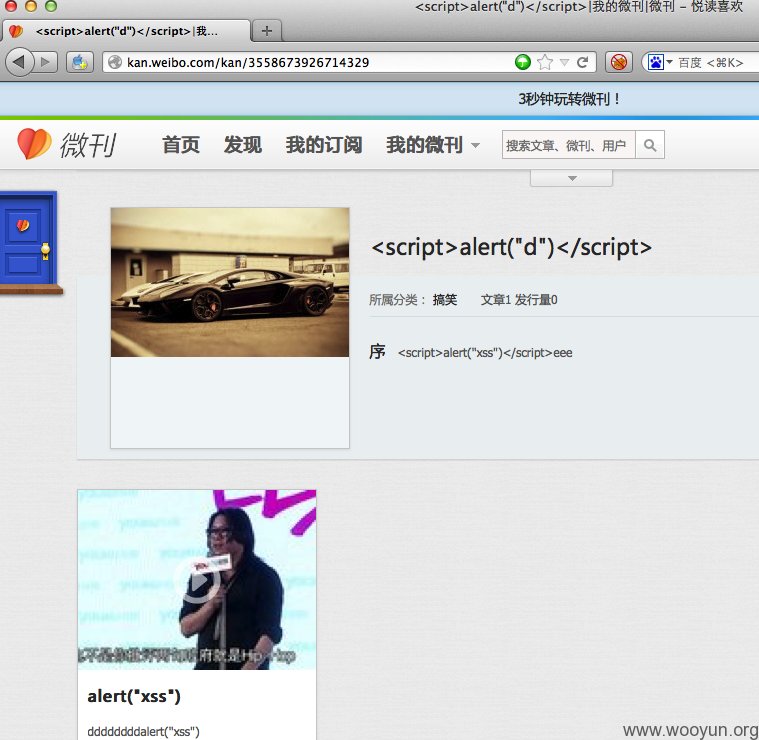 <script>alert("d")</script>|我的微刊|微刊 – 悦读喜欢
<script>alert("d")</script>|我...
kan.weibo.com/kan/3558673926714329
百度 <⌘K>
3秒钟玩转微刊！
微刊 首页 发现 我的订阅 我的微刊 搜索文章、微刊、用户
<script>alert("d")</script>
所属分类： 搞笑 文章1 发行量0
序 <script>alert("xss")</script>eee
府就是Hip-Hop
alert("xss")
ddddddddalert("xss")
www.wooyun.org